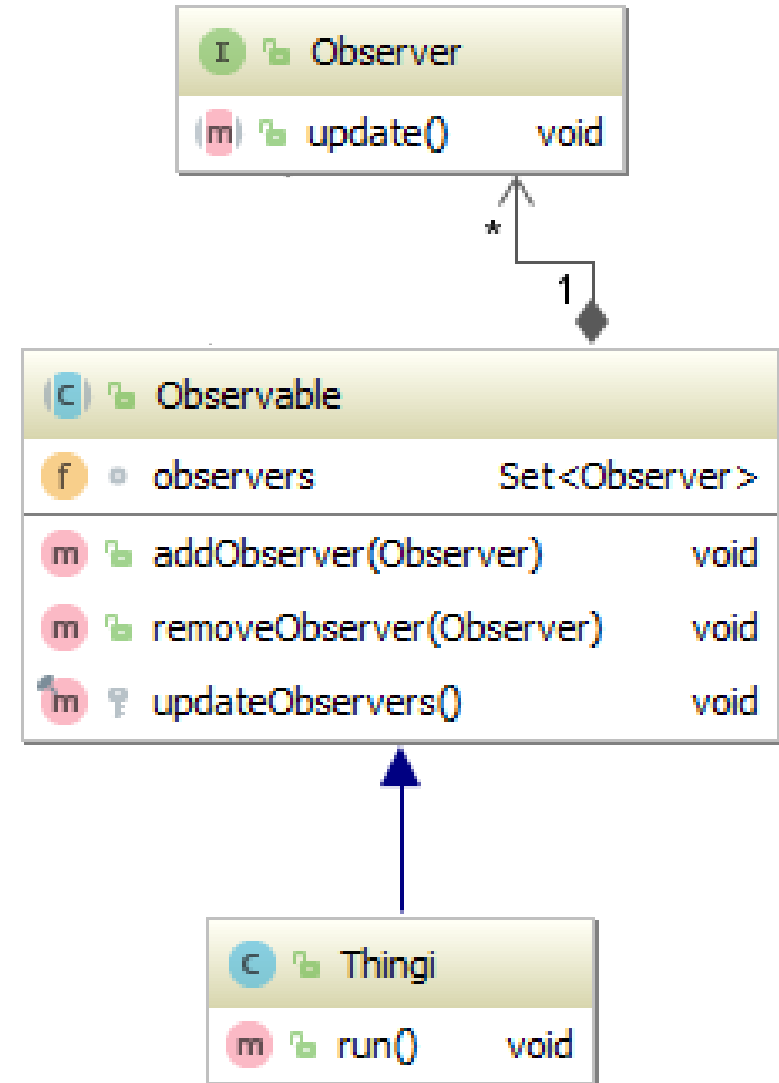 I Observer
m update() void
*
1
C Observable
f observers Set<Observer>
m addObserver(Observer) void
m removeObserver(Observer) void
m updateObservers() void
C Thingi
m run() void